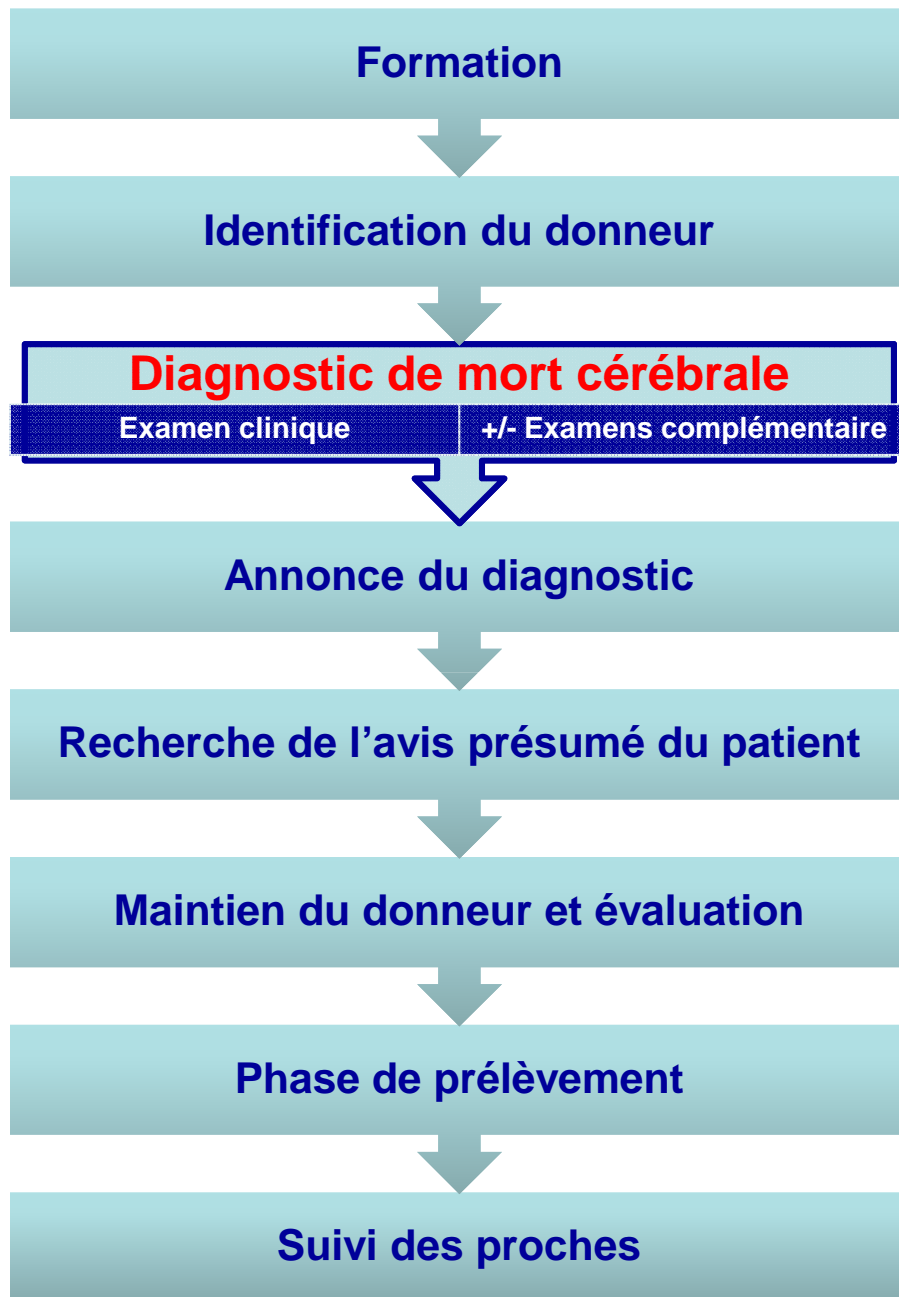 Formation
Identification du donneur
Diagnostic de mort cérébrale
Examen clinique
+/- Examens complémentaire
Annonce du diagnostic
Recherche de l'avis présumé du patient
Maintien du donneur et évaluation
Phase de prélèvement
Suivi des proches